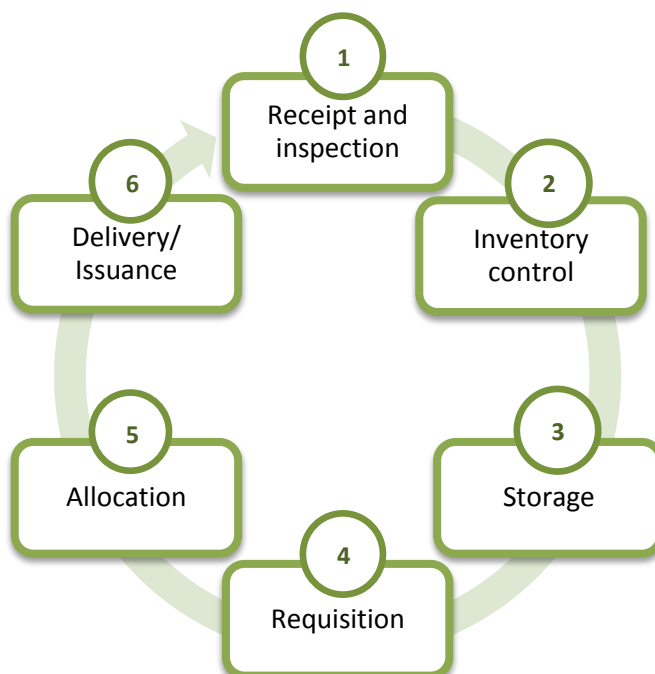 1
Receipt and
inspection
2
Inventory
control
3
Storage
4
Requisition
5
Allocation
6
Delivery/
Issuance